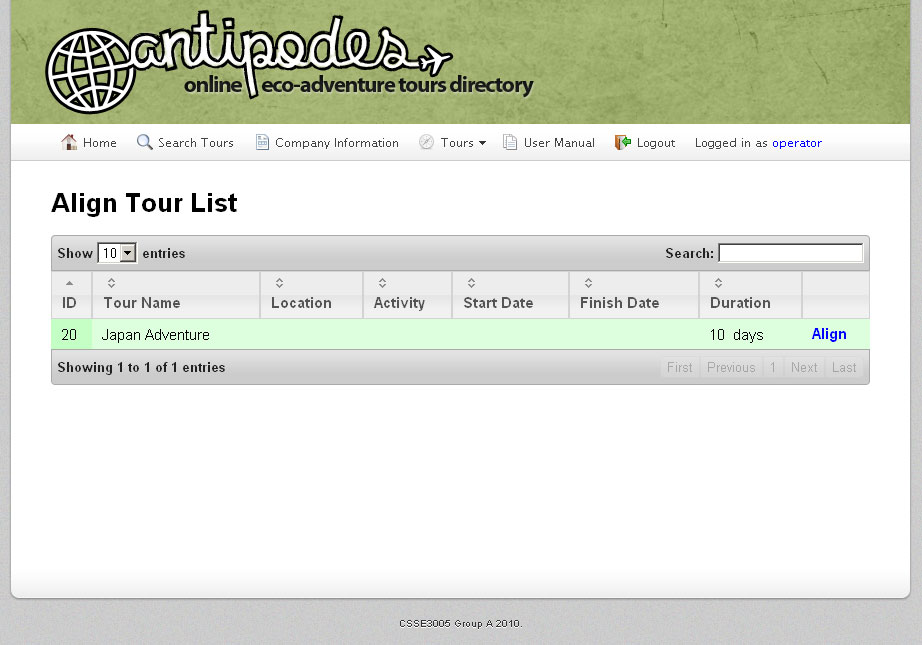 antipodes
online eco-adventure tours directory
Home Search Tours Company Information Tours User Manual Logout Logged in as operator
Align Tour List
Show 10 entries Search:
ID Tour Name Location Activity Start Date Finish Date Duration
20 Japan Adventure 10 days Align
Showing 1 to 1 of 1 entries First Previous 1 Next Last
CSSE3005 Group A 2010.